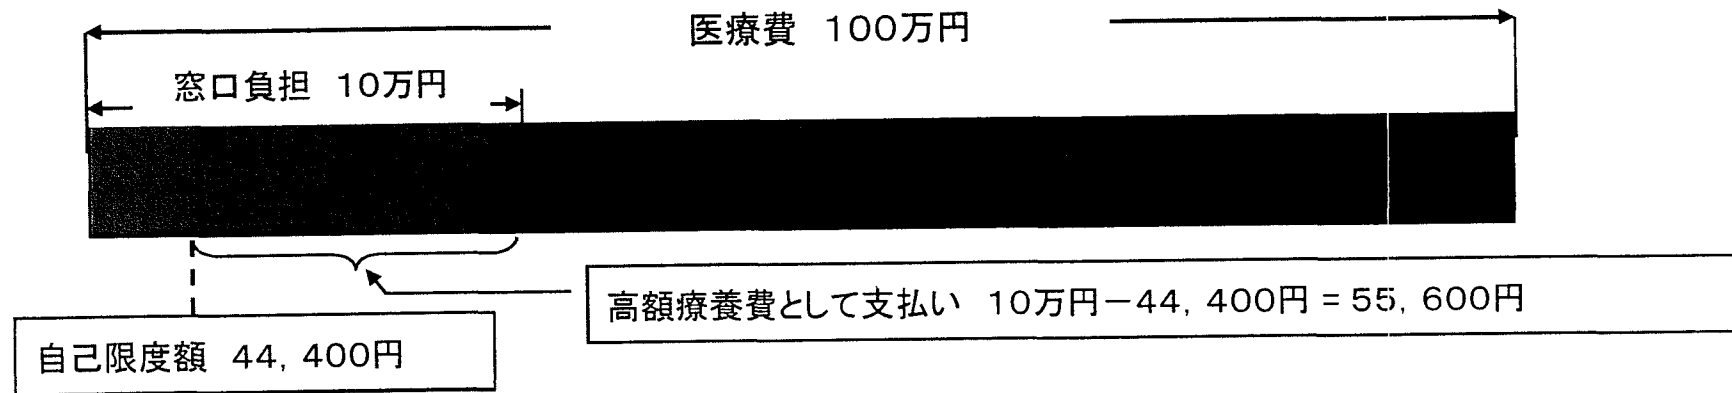 医療費 100万円
窓口負担 10万円
高額療養費として支払い 10万円－44,400円 = 55,600円
自己限度額 44,400円